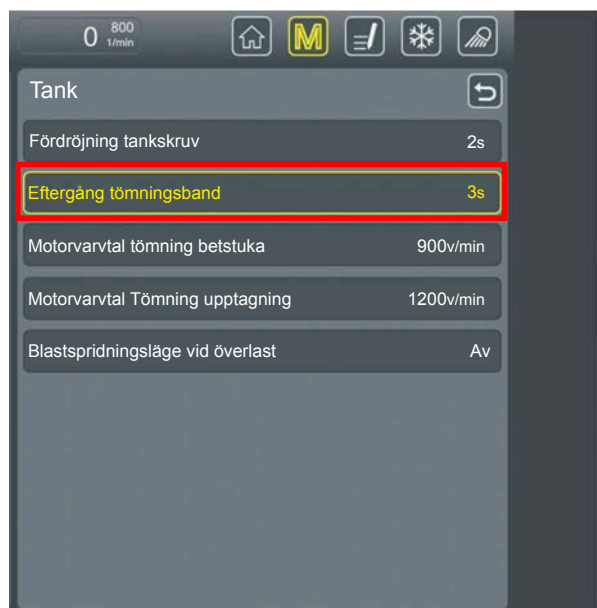 0 800 1/min M
Tank
Fördröjning tankskruv 2s
Eftergång tömningsband 3s
Motorvarvtal tömning betstuka 900v/min
Motorvarvtal Tömning upptagning 1200v/min
Blastspridningsläge vid överlast Av